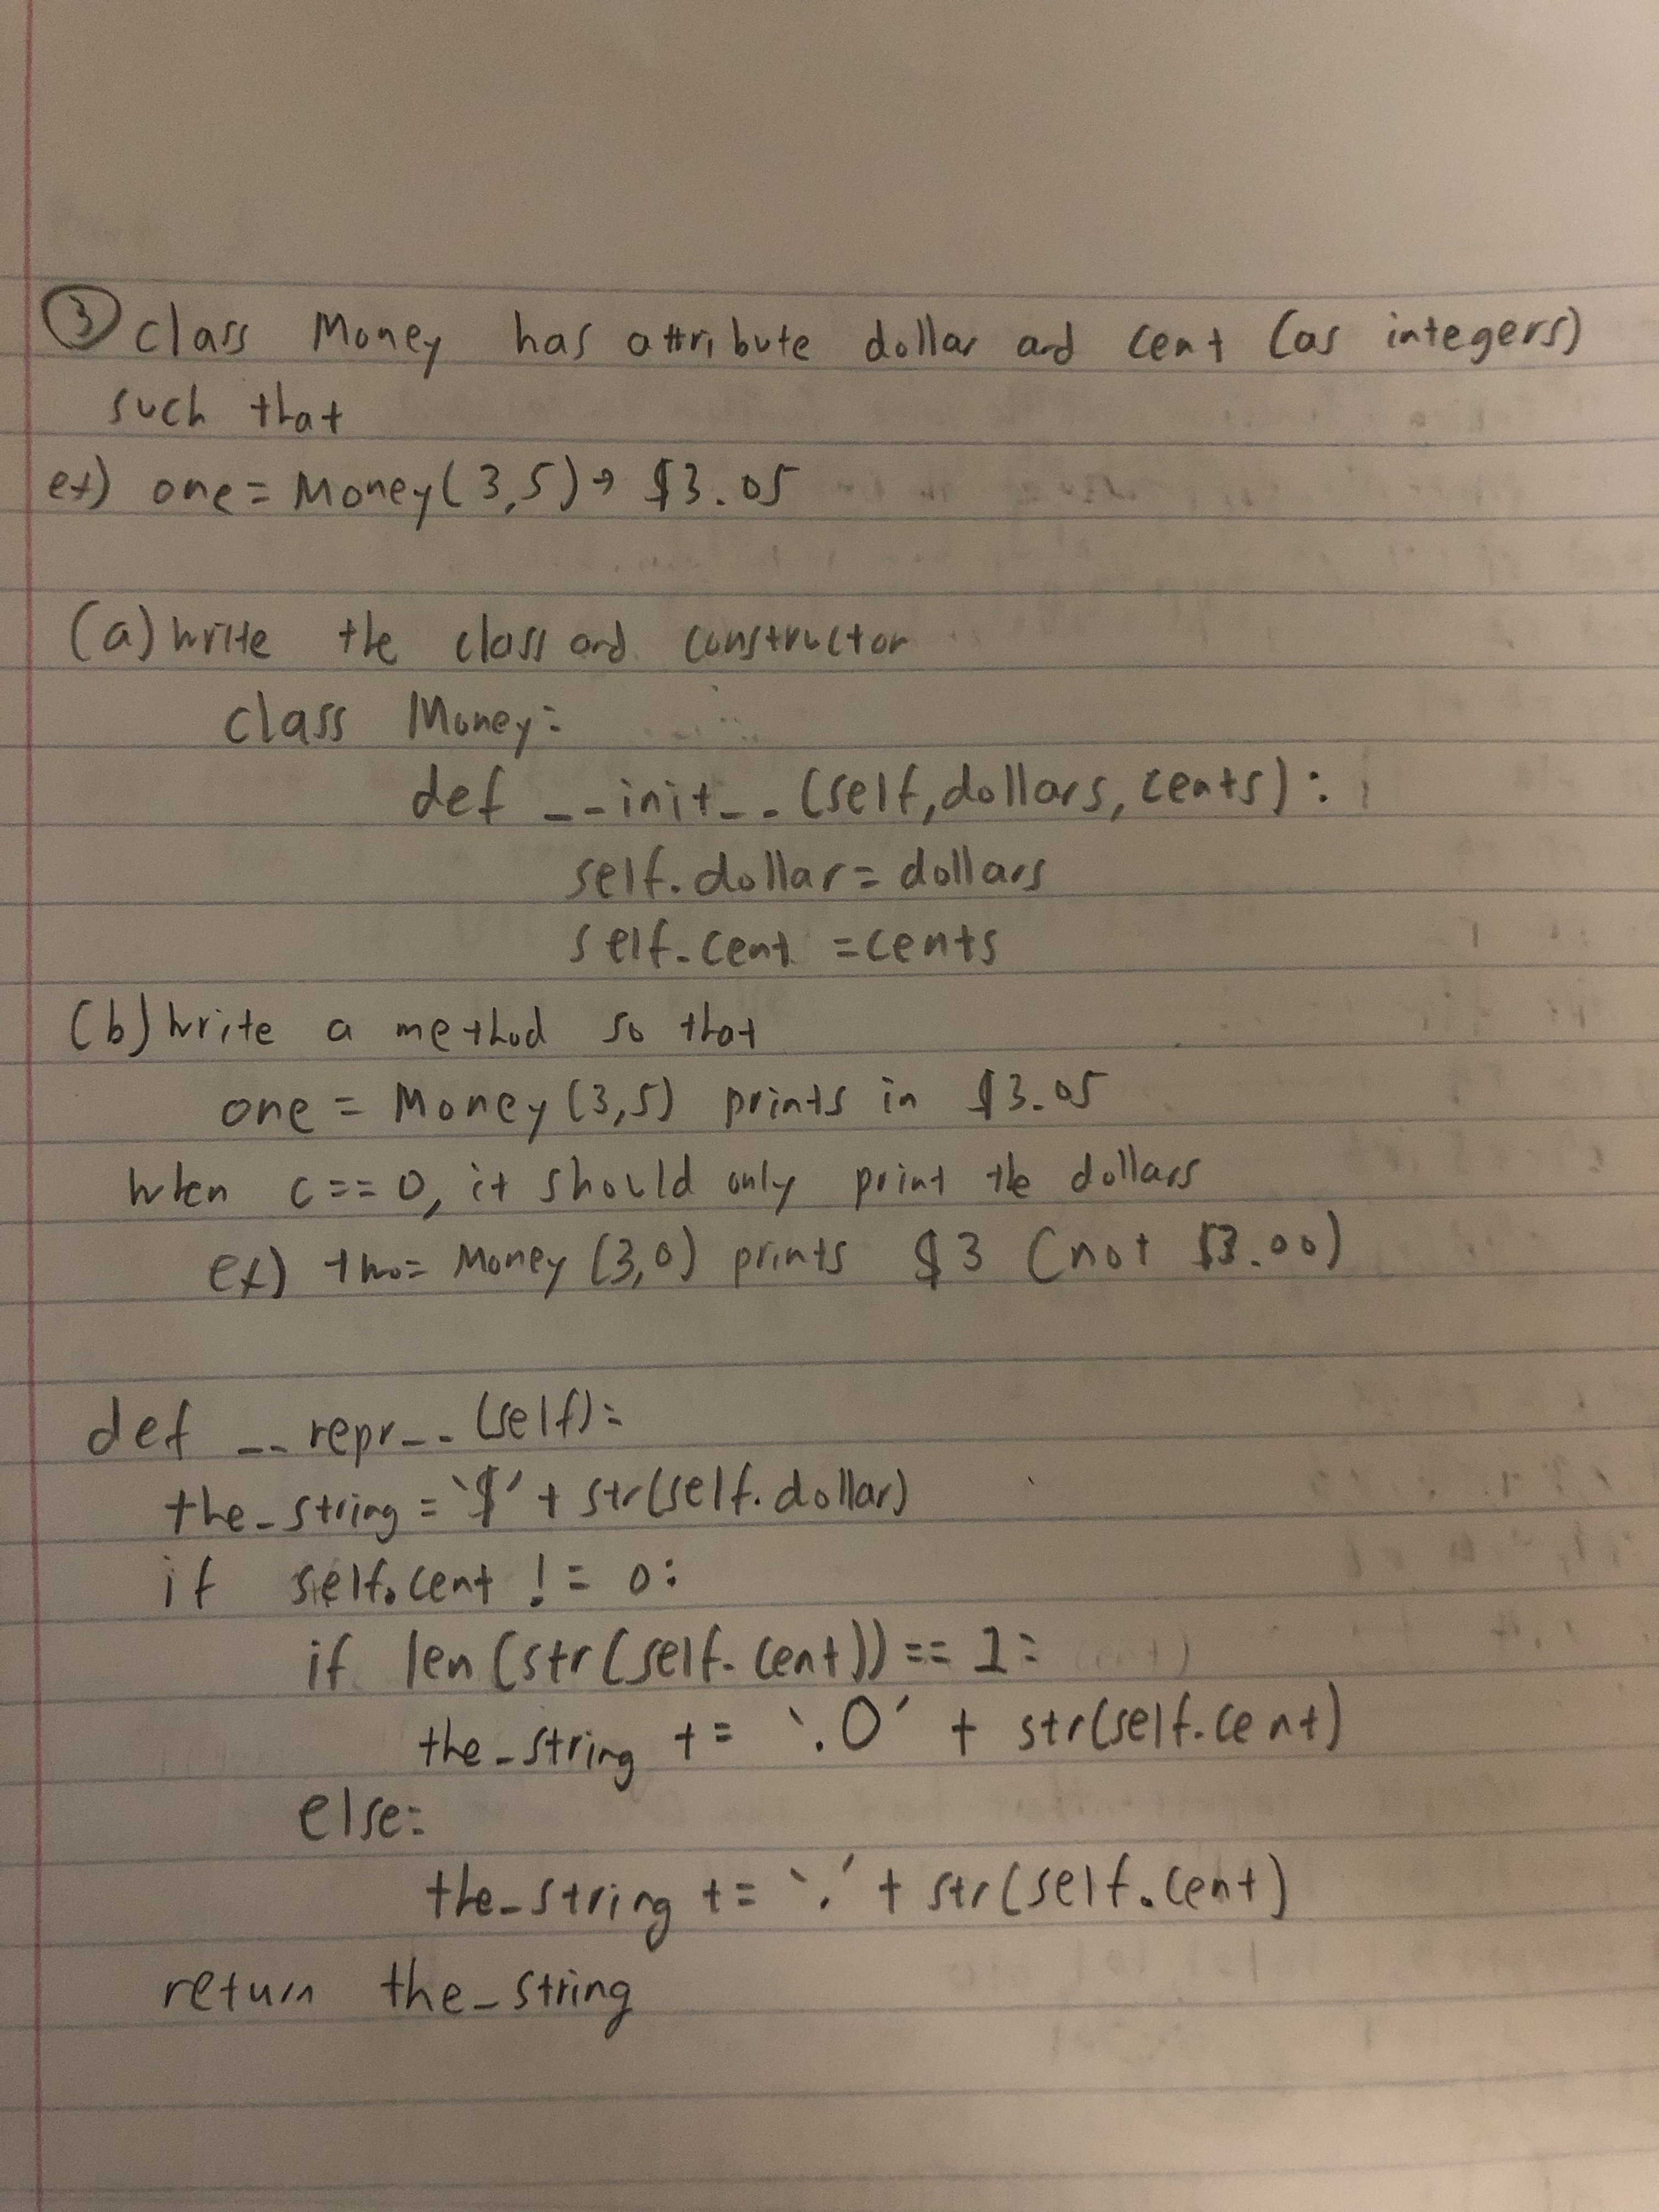 ③ class Money has attribute dollar and cent (as integers)
such that
ex) one = Money(3,5) → $3.05
(a) write the class and constructor
class Money:
def __init__(self,dollars,cents):
self.dollar = dollars
self.cent = cents
(b) write a method so that
one = Money(3,5) prints in $3.05
when c==0, it should only print the dollars
ex) two= Money (3,0) prints $3 (not $3.00)
def __repr__(self):
the_string = '$' + str(self.dollar)
if self.cent != 0:
if len(str(self.cent)) == 1:
the_string += '.0' + str(self.cent)
else:
the_string += '.' + str(self.cent)
return the_string